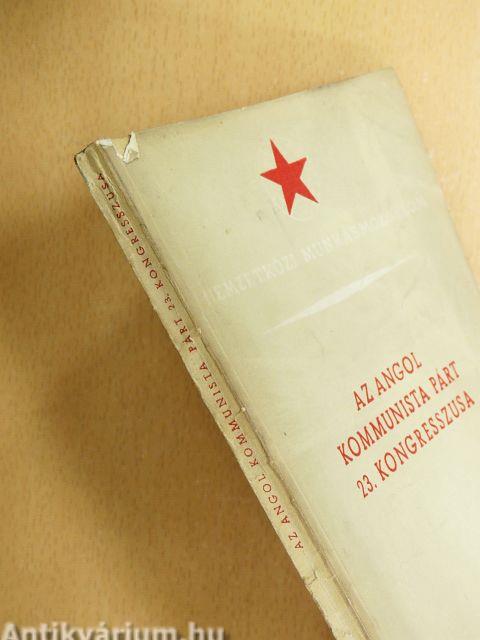 NEMZETKÖZI MUNKÁSMOZGALOM
AZ ANGOL
KOMMUNISTA PÁRT
23. KONGRESSZUSA
AZ ANGOL KOMMUNISTA PÁRT 23. KONGRESSZUSA
Antikvárium.hu